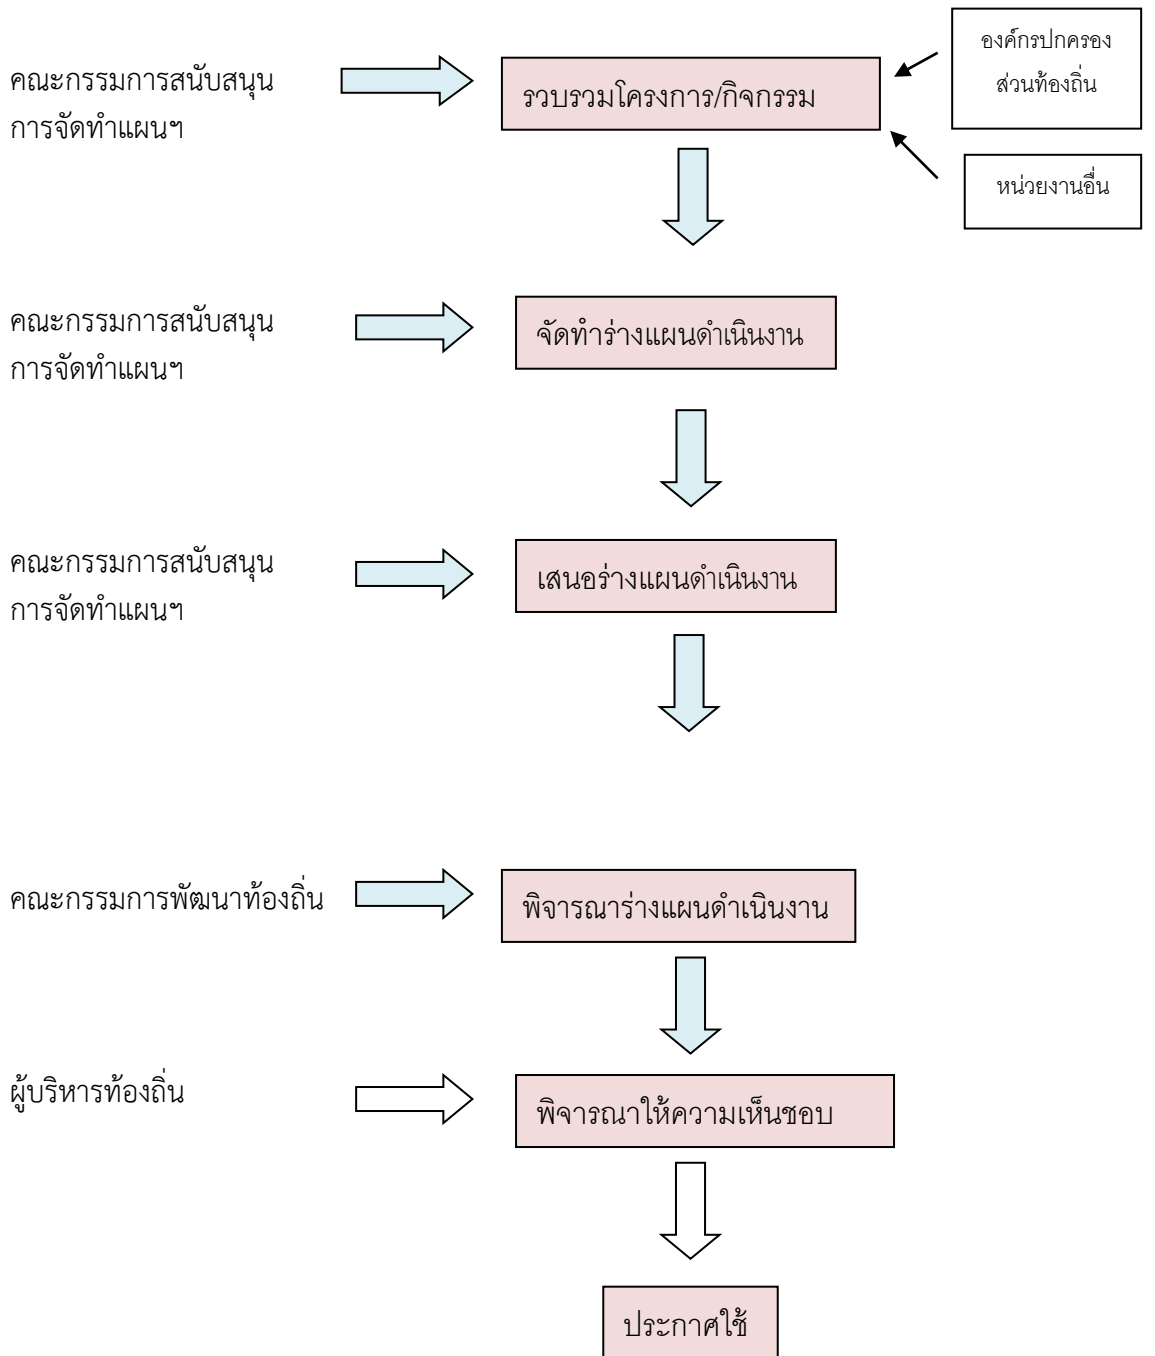 องค์กรปกครอง
ส่วนท้องถิ่น
คณะกรรมการสนับสนุน
การจัดทำแผนฯ
รวบรวมโครงการ/กิจกรรม
หน่วยงานอื่น
คณะกรรมการสนับสนุน
การจัดทำแผนฯ
จัดทำร่างแผนดำเนินงาน
คณะกรรมการสนับสนุน
การจัดทำแผนฯ
เสนอร่างแผนดำเนินงาน
คณะกรรมการพัฒนาท้องถิ่น
พิจารณาร่างแผนดำเนินงาน
ผู้บริหารท้องถิ่น
พิจารณาให้ความเห็นชอบ
ประกาศใช้